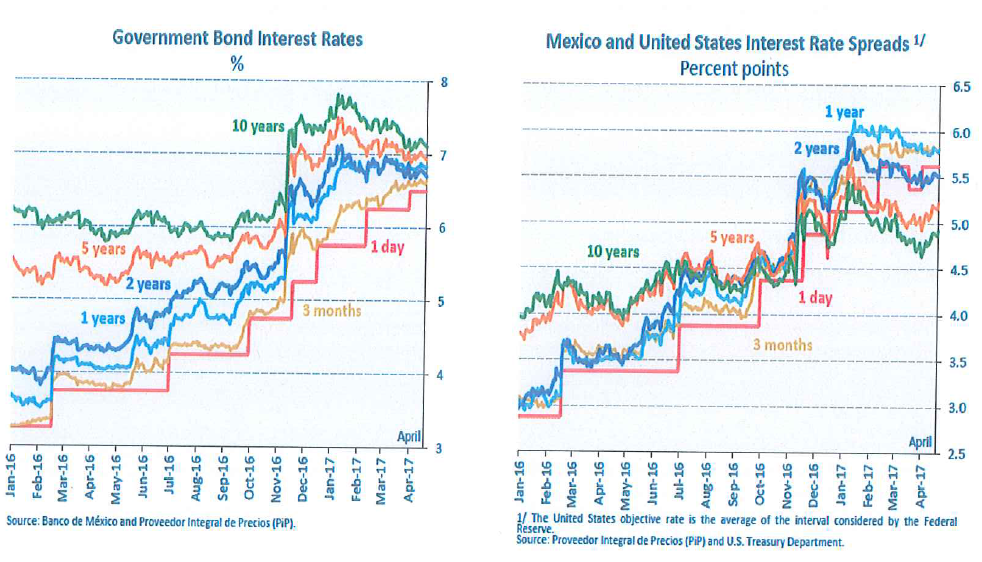 Government Bond Interest Rates
%
8
7
6
5
4
3
10 years
5 years
2 years
1 years
3 months
1 day
April
Jan-16
Feb-16
Mar-16
Apr-16
May-16
Jun-16
Jul-16
Aug-16
Sep-16
Oct-16
Nov-16
Dec-16
Jan-17
Feb-17
Mar-17
Apr-17
Source: Banco de México and Proveedor Integral de Precios (PiP).
Mexico and United States Interest Rate Spreads 1/
Percent points
6.5
6.0
5.5
5.0
4.5
4.0
3.5
3.0
2.5
1 year
2 years
5 years
10 years
1 day
3 months
April
Jan-16
Feb-16
Mar-16
Apr-16
May-16
Jun-16
Jul-16
Aug-16
Sep-16
Oct-16
Nov-16
Dec-16
Jan-17
Feb-17
Mar-17
Apr-17
1/ The United States objective rate is the average of the interval considered by the Federal
Reserve.
Source: Proveedor Integral de Precios (PiP) and U.S. Treasury Department.